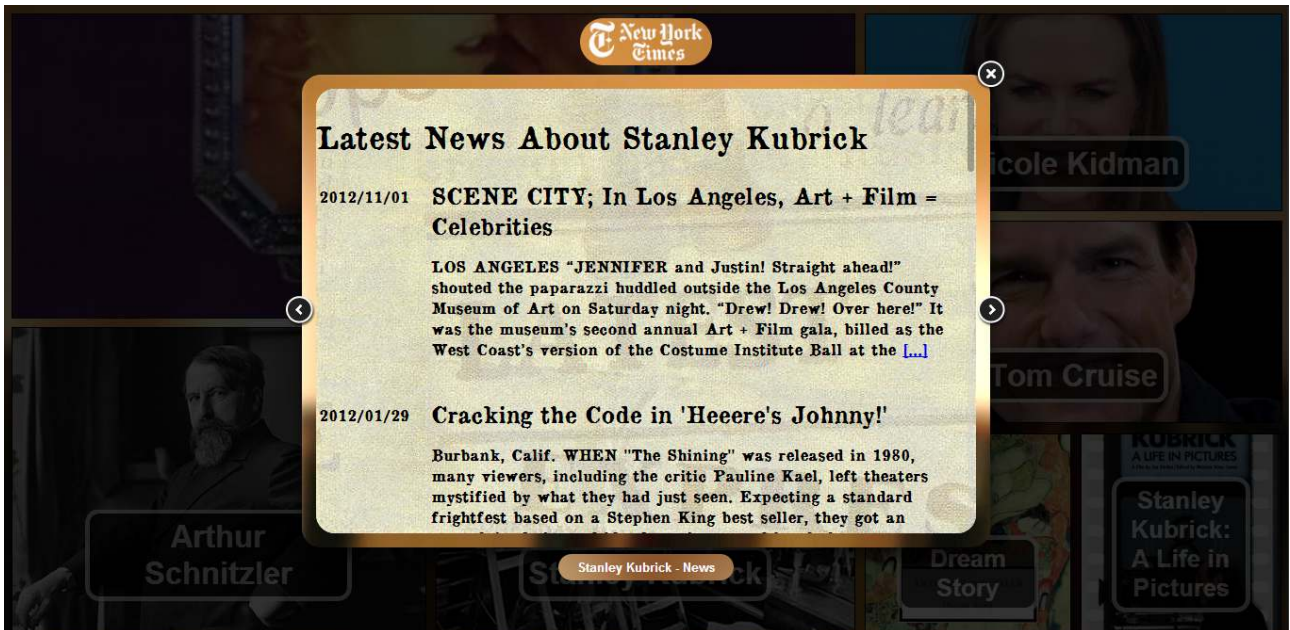 New York
Times
Latest News About Stanley Kubrick
2012/11/01
SCENE CITY; In Los Angeles, Art + Film =
Celebrities
LOS ANGELES “JENNIFER and Justin! Straight ahead!”
shouted the paparazzi huddled outside the Los Angeles County
Museum of Art on Saturday night. “Drew! Drew! Over here!” It
was the museum's second annual Art + Film gala, billed as the
West Coast's version of the Costume Institute Ball at the [...]
2012/01/29
Cracking the Code in 'Heeere's Johnny!'
Burbank, Calif. WHEN "The Shining" was released in 1980,
many viewers, including the critic Pauline Kael, left theaters
mystified by what they had just seen. Expecting a standard
frightfest based on a Stephen King best seller, they got an
Stanley Kubrick - News
icole Kidman
Tom Cruise
Arthur
Schnitzler
Stanley Kubrick
Dream
Story
KUBRICK
A LIFE IN PICTURES
Stanley
Kubrick:
A Life in
Pictures